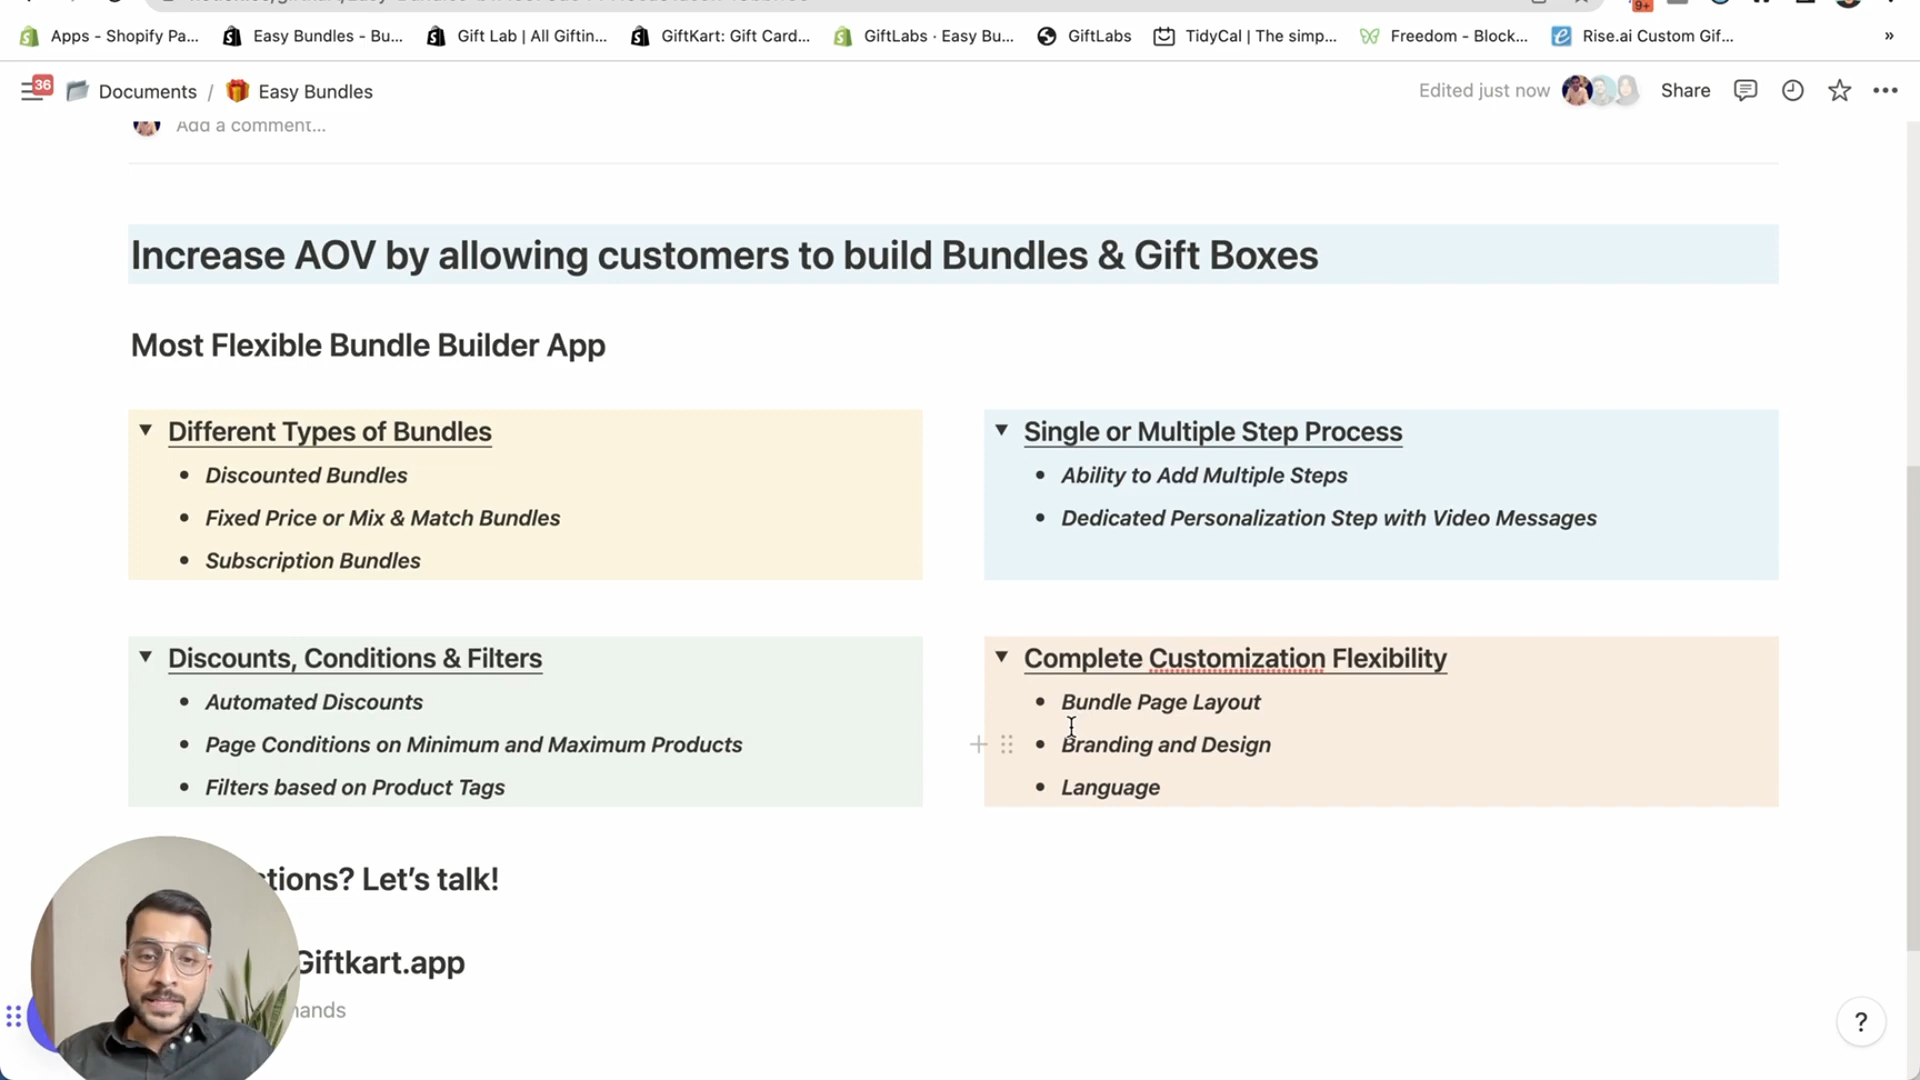 Apps - Shopify Pa...
Easy Bundles - Bu...
Gift Lab | All Giftin...
GiftKart: Gift Card...
GiftLabs · Easy Bu...
GiftLabs
TidyCal | The simp...
Freedom - Block...
Rise.ai Custom Gif...
»
9+
36
Documents / Easy Bundles
Edited just now
Share
Add a comment...
Increase AOV by allowing customers to build Bundles & Gift Boxes
Most Flexible Bundle Builder App
Different Types of Bundles
• Discounted Bundles
• Fixed Price or Mix & Match Bundles
• Subscription Bundles
Single or Multiple Step Process
• Ability to Add Multiple Steps
• Dedicated Personalization Step with Video Messages
Discounts, Conditions & Filters
• Automated Discounts
• Page Conditions on Minimum and Maximum Products
• Filters based on Product Tags
Complete Customization Flexibility
• Bundle Page Layout
• Branding and Design
• Language
tions? Let's talk!
Giftkart.app
?